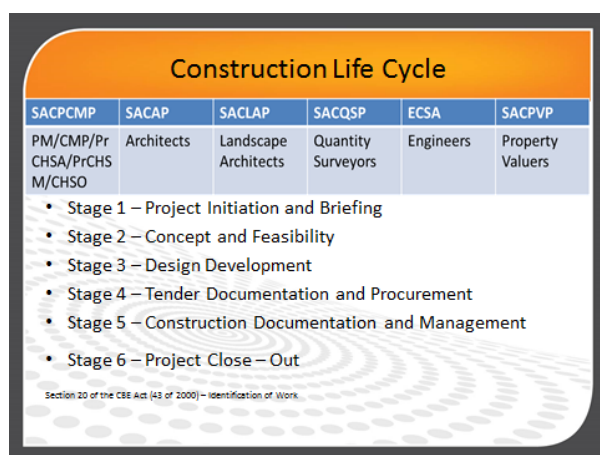 Construction Life Cycle
SACPCMP SACAP SACLAP SACQSP ECSA SACPVP
PM/CMP/Pr Architects Landscape Quantity Engineers Property
CHSA/PrCHS Architects Surveyors Valuers
M/CHSO
• Stage 1 – Project Initiation and Briefing
• Stage 2 – Concept and Feasibility
• Stage 3 – Design Development
• Stage 4 – Tender Documentation and Procurement
• Stage 5 – Construction Documentation and Management
• Stage 6 – Project Close – Out
Section 20 of the CBE Act (43 of 2000) – Identification of Work